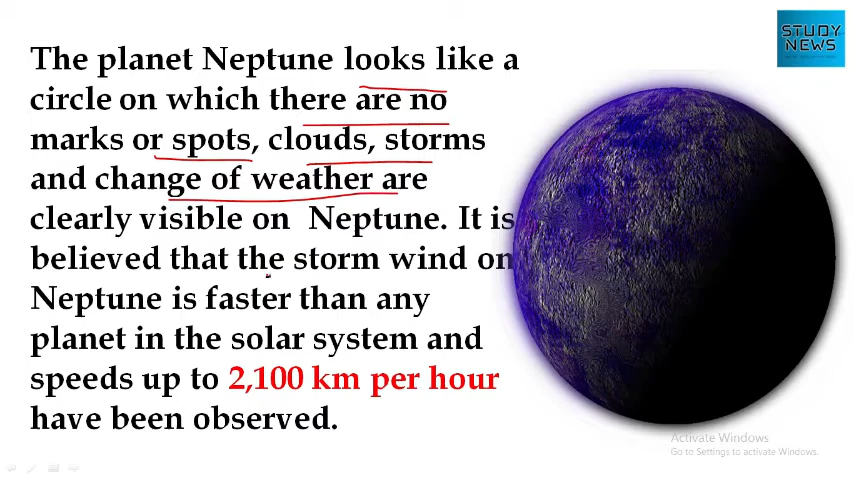 The planet Neptune looks like a
circle on which there are no
marks or spots, clouds, storms
and change of weather are
clearly visible on Neptune. It is
believed that the storm wind on
Neptune is faster than any
planet in the solar system and
speeds up to 2,100 km per hour
have been observed.
STUDY
NEWS
Activate Windows
Go to Settings to activate Windows.